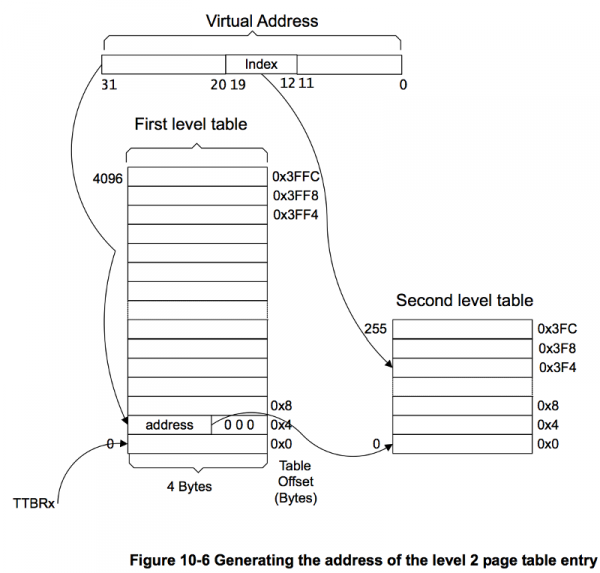 Virtual Address
Index
31 20 19 12 11 0
First level table
4096 0x3FFC
0x3FF8
0x3FF4
Second level table
255 0x3FC
0x3F8
0x3F4
0x8 0x8
address 0 0 0 0x4 0x4
0 0x0 0 0x0
4 Bytes
Table
Offset
(Bytes)
TTBRx
Figure 10-6 Generating the address of the level 2 page table entry